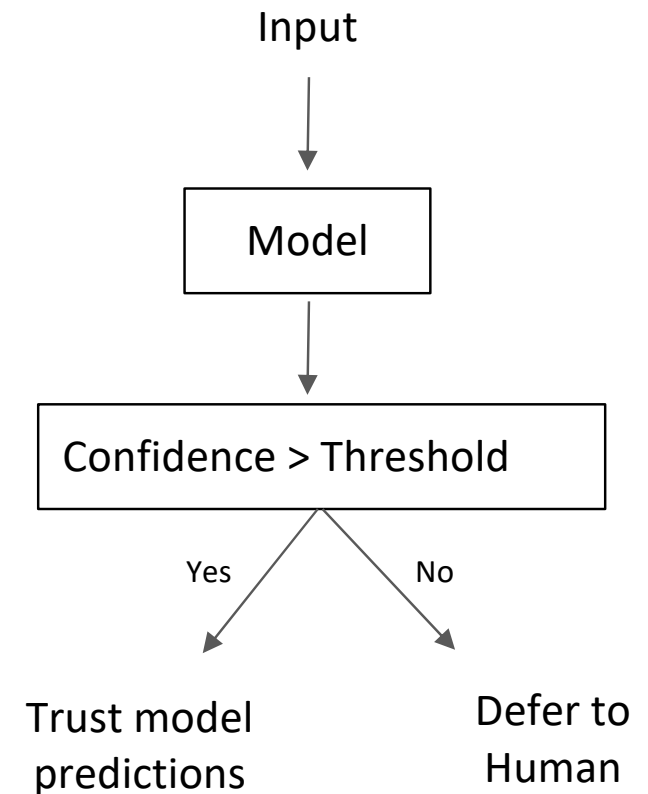 Input
Model
Confidence > Threshold
Yes
No
Trust model
predictions
Defer to
Human